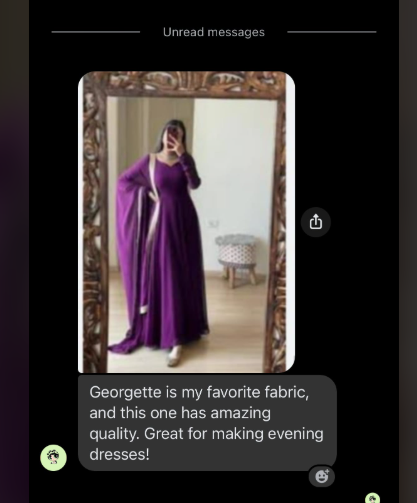 Unread messages
Georgette is my favorite fabric,
and this one has amazing
quality. Great for making evening
dresses!